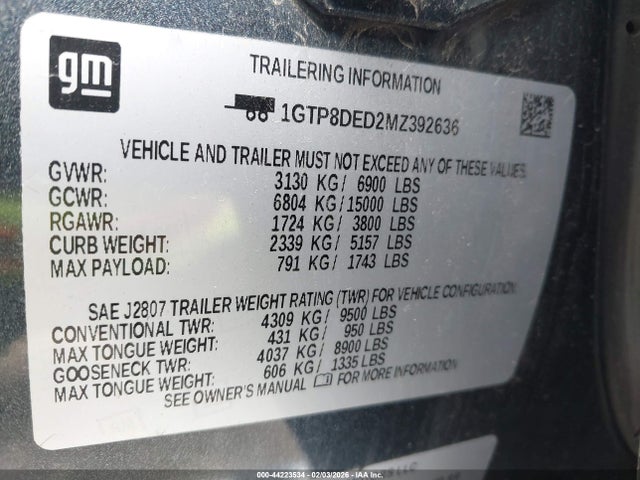 gm
TRAILERING INFORMATION
1GTP8DED2MZ392636
VEHICLE AND TRAILER MUST NOT EXCEED ANY OF THESE VALUES
GVWR: 3130 KG/ 6900 LBS
GCWR: 6804 KG/15000 LBS
RGAWR: 1724 KG/ 3800 LBS
CURB WEIGHT: 2339 KG/ 5157 LBS
MAX PAYLOAD: 791 KG/ 1743 LBS
SAE J2807 TRAILER WEIGHT RATING (TWR) FOR VEHICLE CONFIGURATION.
CONVENTIONAL TWR: 4309 KG/ 9500 LBS
MAX TONGUE WEIGHT: 431 KG/ 950 LBS
GOOSENECK TWR: 4037 KG/ 8900 LBS
MAX TONGUE WEIGHT: 606 KG/ 1335 LBS
SEE OWNER'S MANUAL FOR MORE INFORMATION
000-44223534 - 02/03/2026 - IAAI Copyright